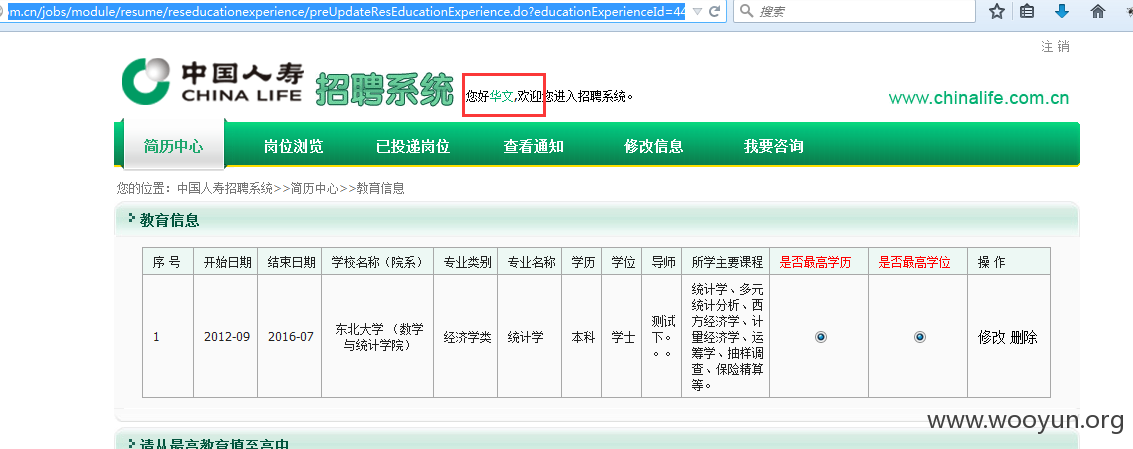 m.cn/jobs/module/resume/reseducationexperience/preUpdateResEducationExperience.do?educationExperienceId=44
搜索
注 销
中国人寿
CHINA LIFE
招聘系统
您好华文,欢迎您进入招聘系统。
www.chinalife.com.cn
简历中心 岗位浏览 已投递岗位 查看通知 修改信息 我要咨询
您的位置：中国人寿招聘系统>>简历中心>>教育信息
教育信息
序 号 开始日期 结束日期 学校名称（院系） 专业类别 专业名称 学历 学位 导师 所学主要课程 是否最高学历 是否最高学位 操 作
1 2012-09 2016-07 东北大学 （数学与统计学院） 经济学类 统计学 本科 学士 测试下。。。 统计学、多元统计分析、西方经济学、计量经济学、运筹学、抽样调查、保险精算等。 修改 删除
www.wooyun.org
请从最高教育填至高中